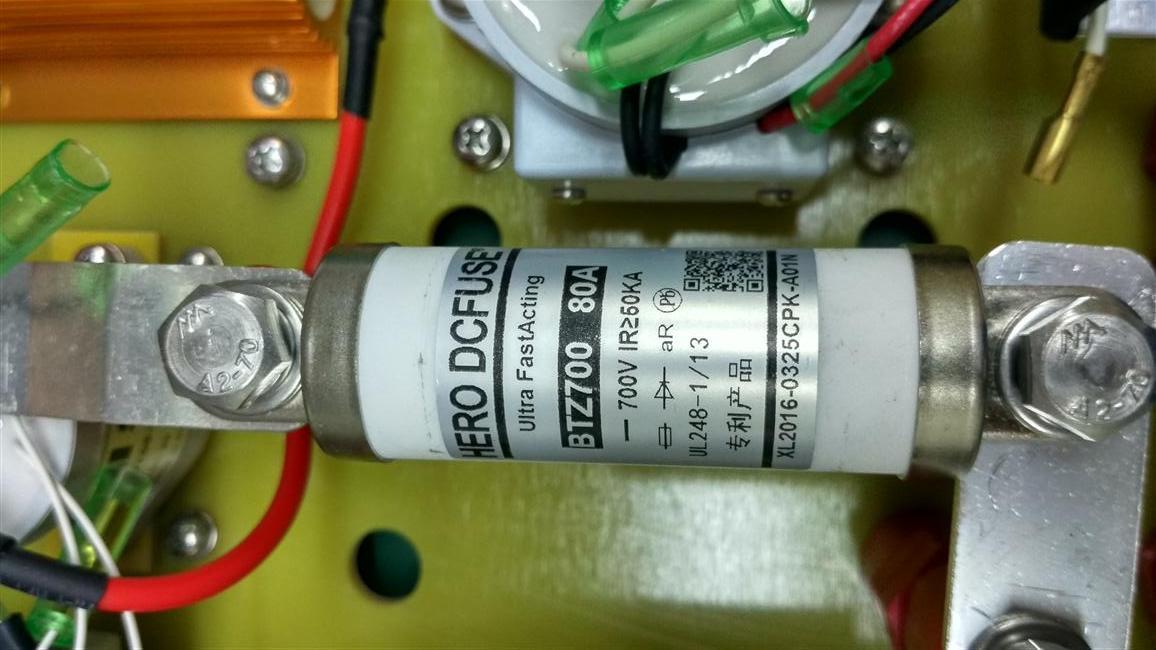 HERO DCFUSE
Ultra FastActing
BTZ700 80A
700V IR≥50KA
aR Pb
UL248-1/13
专利产品
XL2016-0325CPK-A01N
A2-70
A2-70